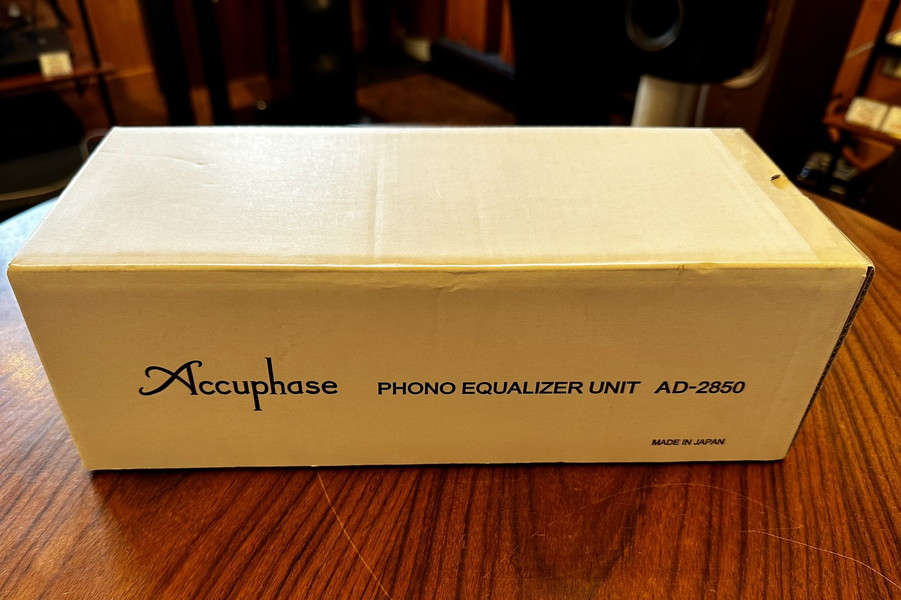 Accuphase PHONO EQUALIZER UNIT AD-2850
MADE IN JAPAN